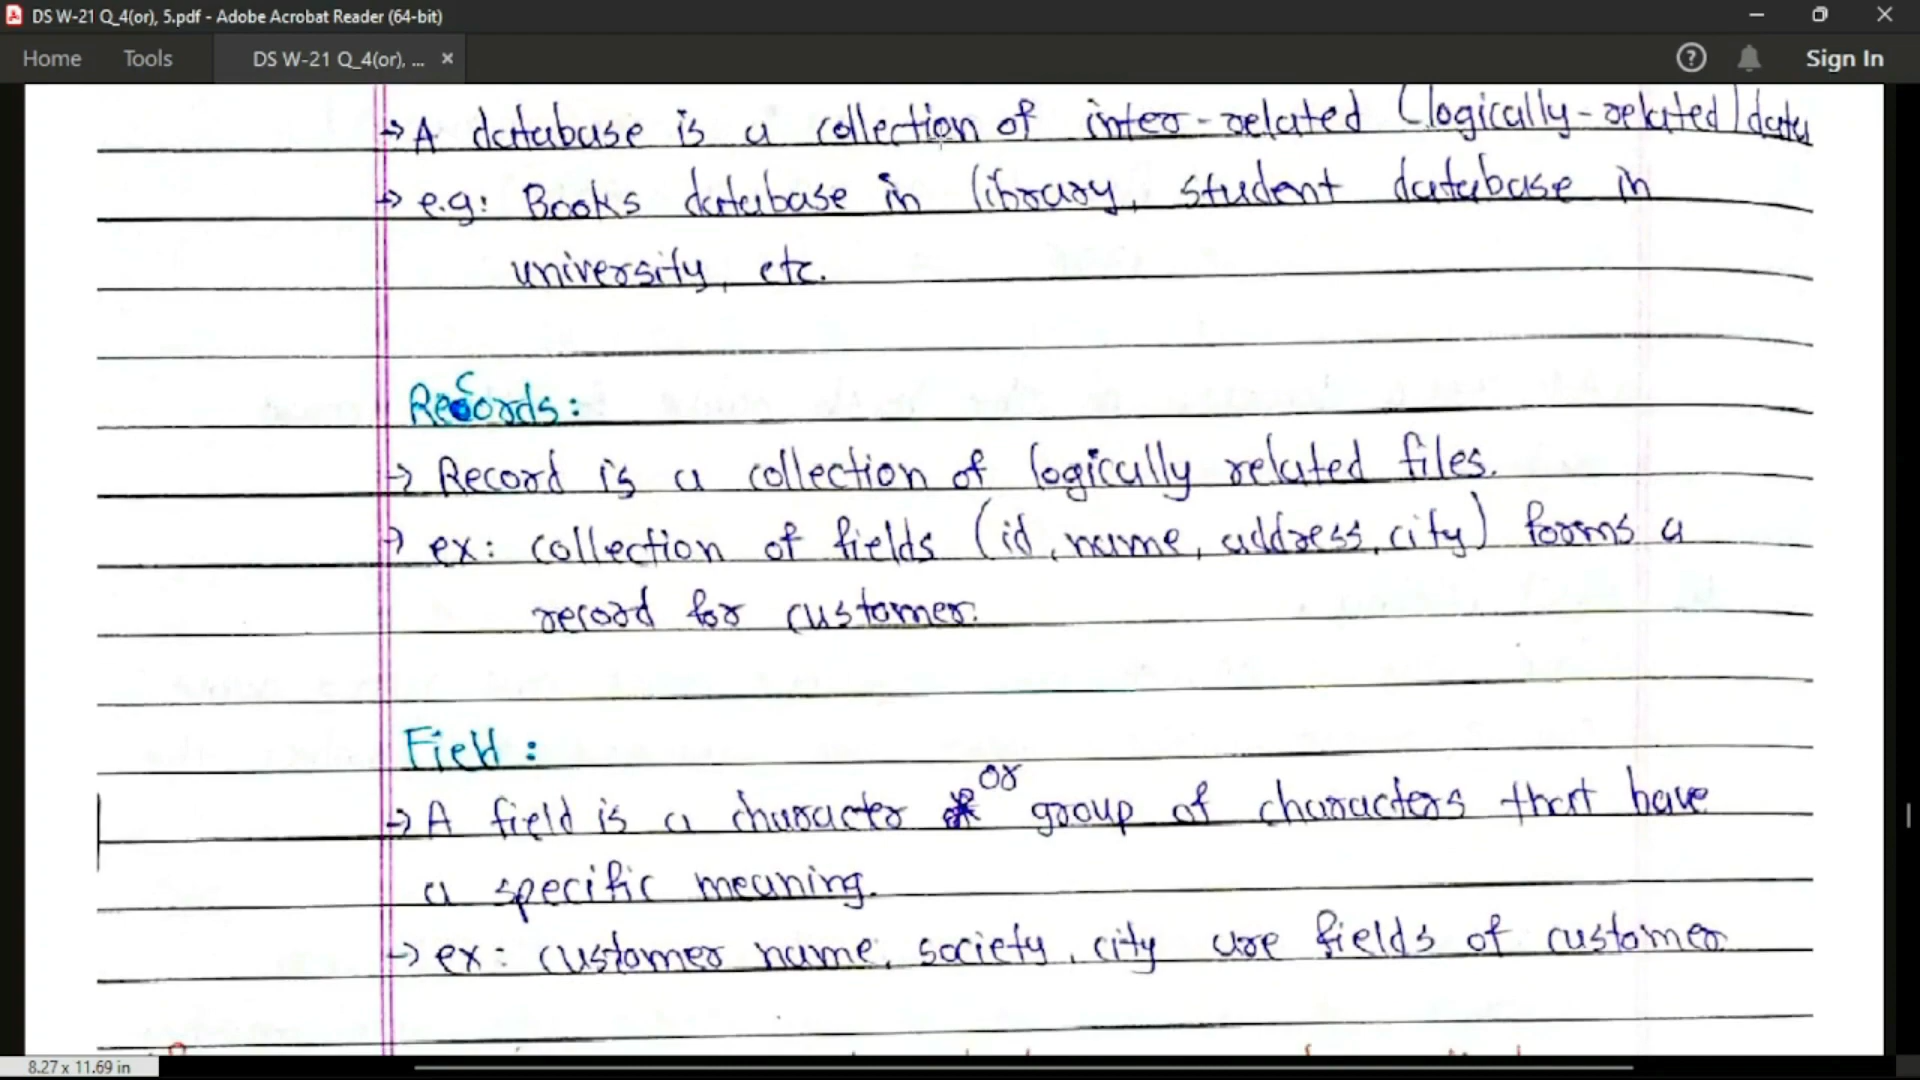 DS W-21 Q_4(or), 5.pdf - Adobe Acrobat Reader (64-bit)
Home Tools DS W-21 Q_4(or), ... × Sign In
→ A database is a collection of inter-related (logically-related) data
→ e.g: Books database in library, student database in
university, etc.
Records:
→ Record is a collection of logically related files.
→ ex: collection of fields (id, name, address, city) forms a
record for customer.
Field:
→ A field is a character or group of characters that have
a specific meaning.
→ ex: customer name, society, city are fields of customer
8.27 x 11.69 in